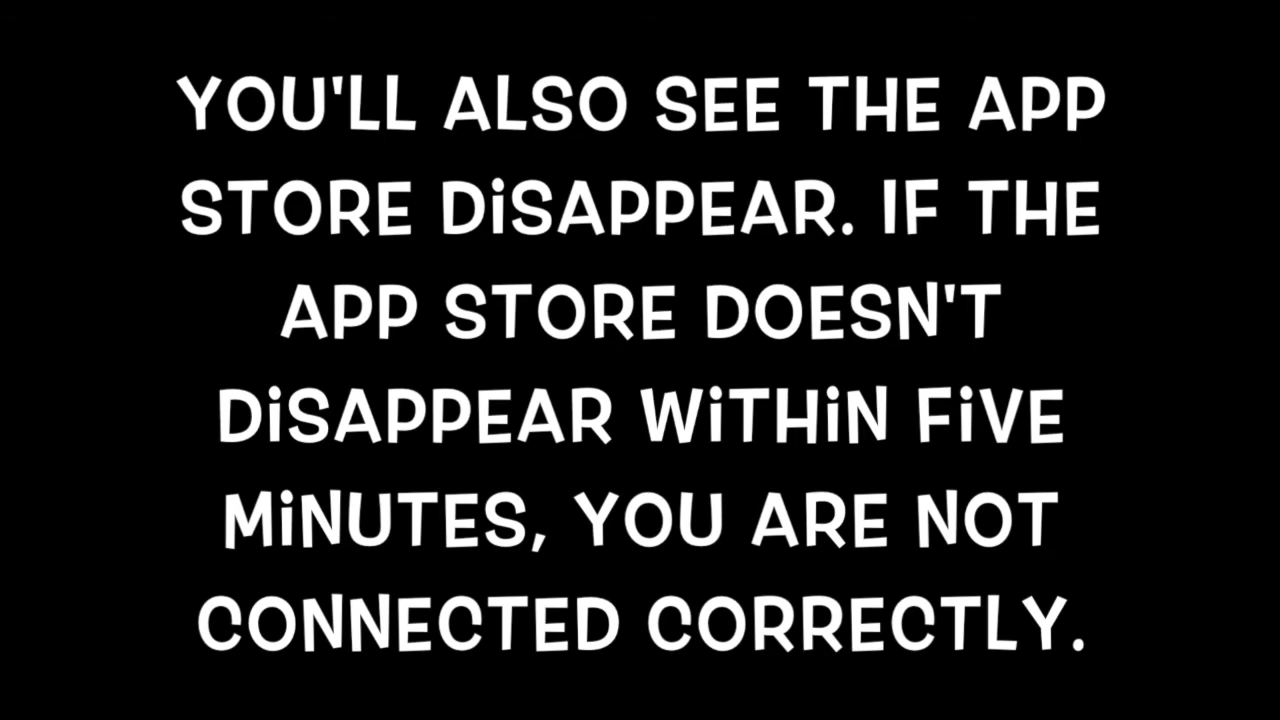 YOU'LL ALSO SEE THE APP
STORE DiSAPPEAR. IF THE
APP STORE DOESN'T
DiSAPPEAR WiTHiN FiVE
MiNUTES, YOU ARE NOT
CONNECTED CORRECTLY.